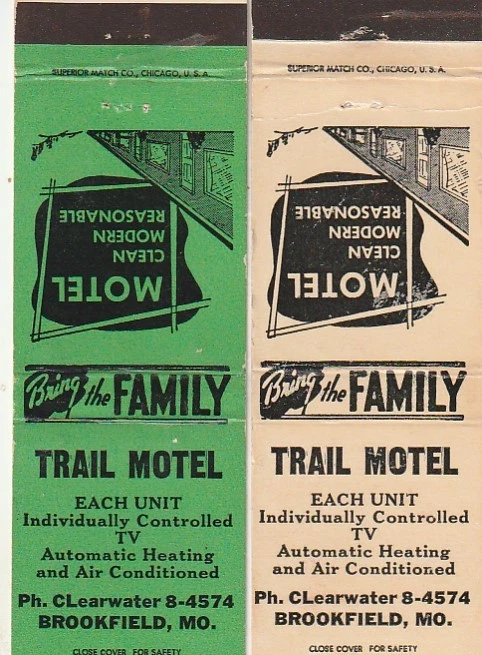 SUPERIOR MATCH CO., CHICAGO, U. S. A.
MOTEL
CLEAN
MODERN
REASONABLE
Bring the FAMILY
TRAIL MOTEL
EACH UNIT
Individually Controlled
TV
Automatic Heating
and Air Conditioned
Ph. CLearwater 8-4574
BROOKFIELD, MO.
CLOSE COVER FOR SAFETY
SUPERIOR MATCH CO., CHICAGO, U. S. A.
MOTEL
CLEAN
MODERN
REASONABLE
Bring the FAMILY
TRAIL MOTEL
EACH UNIT
Individually Controlled
TV
Automatic Heating
and Air Conditioned
Ph. CLearwater 8-4574
BROOKFIELD, MO.
CLOSE COVER FOR SAFETY